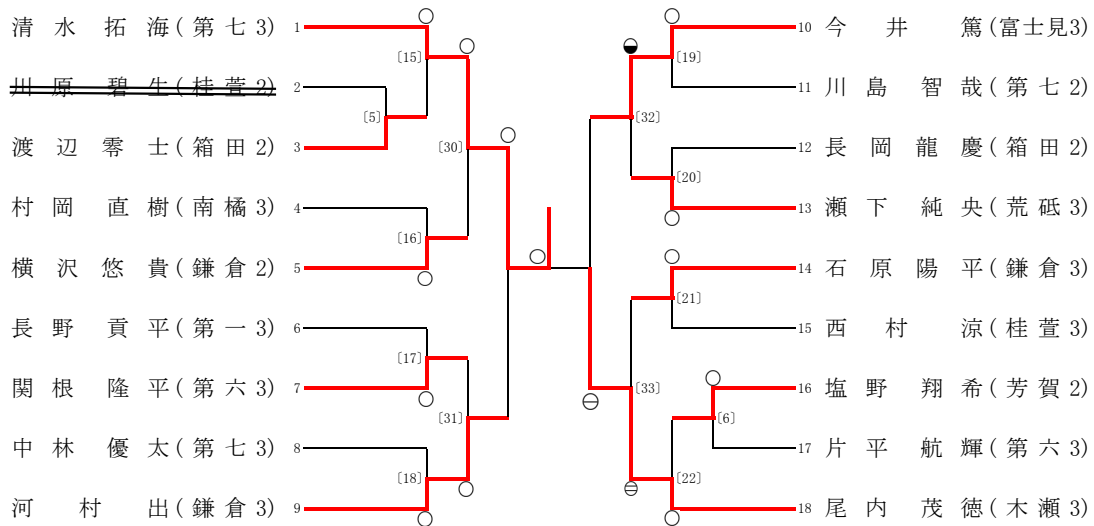 清水拓海(第七3) 1
川原碧生(桂萱2) 2
渡辺零士(箱田2) 3
村岡直樹(南橘3) 4
横沢悠貴(鎌倉2) 5
長野貢平(第一3) 6
関根隆平(第六3) 7
中林優太(第七3) 8
河村出(鎌倉3) 9
[15]
[5]
[30]
[16]
[17]
[31]
[18]
[19]
[32]
[20]
[21]
[33]
[6]
[22]
10 今井篤(富士見3)
11 川島智哉(第七2)
12 長岡龍慶(箱田2)
13 瀬下純央(荒砥3)
14 石原陽平(鎌倉3)
15 西村涼(桂萱3)
16 塩野翔希(芳賀2)
17 片平航輝(第六3)
18 尾内茂徳(木瀬3)